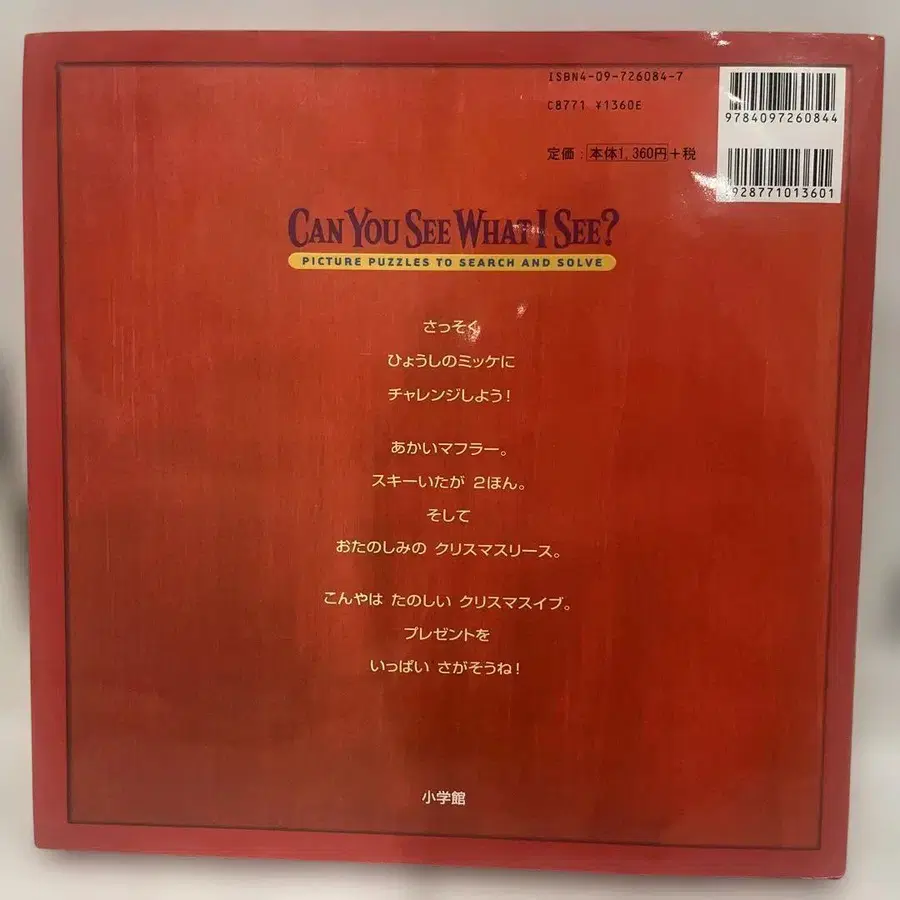 ISBN4-09-726084-7
C8771 ¥1360E
定価:本体1,360円+税
9784097260844
928771013601
CAN YOU SEE WHAT I SEE?
PICTURE PUZZLES TO SEARCH AND SOLVE
さっそく
ひょうしのミッケに
チャレンジしよう!
あかいマフラー。
スキーいたが 2ほん。
そして
おたのしみの クリスマスリース。
こんやは たのしい クリスマスイブ。
プレゼントを
いっぱい さがそうね!
小学館